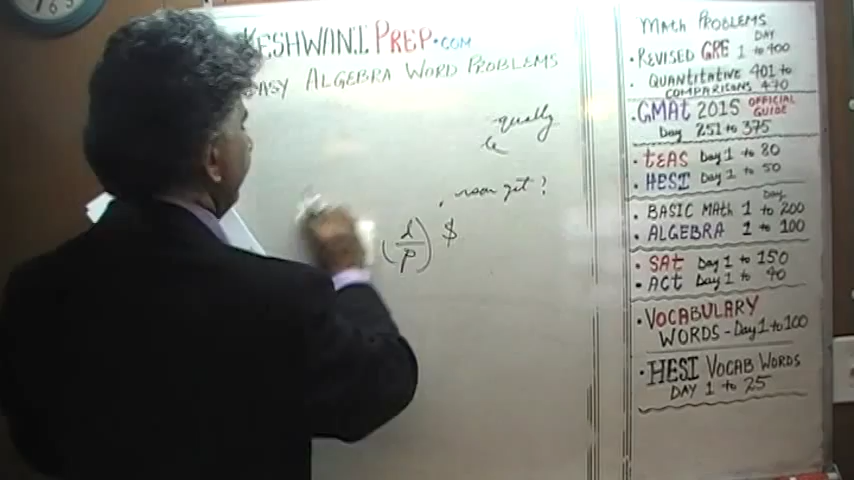 KESHWANI PREP.COM
EASY ALGEBRA WORD PROBLEMS
equally
get?
(d/p) $
MATH PROBLEMS
DAY
• REVISED GRE 1 to 400
• QUANTITATIVE 401 to
COMPARISONS 470
• GMAt 2015 OFFICIAL GUIDE
Day 251 to 375
• tEAS Day 1 to 80
• HESI Day 1 to 50
Day
• BASIC MAtH 1 to 200
• ALGEBRA 1 to 100
• SAt Day 1 to 150
• ACt Day 1 to 90
• VOCABULARY
WORDS - Day 1 to 100
• HESI VOCAB WORDS
DAY 1 to 25